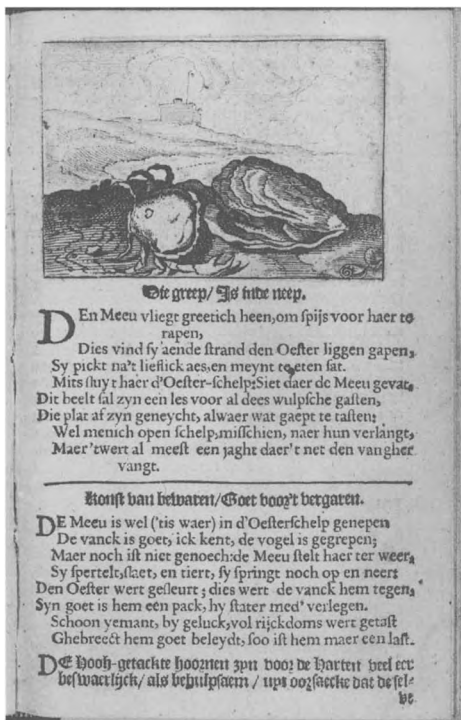 Die greep/ Is inde neep.
DEn Meeu vliegt greetich heen, om spijs voor haer te
rapen,
Dies vind sy aende strand den Oester liggen gapen,
Sy pickt na't lieflick aes, en meynt te eten sat.
Mits sluyt haer d'Oester-schelp: Siet daer de Meeu gevat.
Dit beelt sal zyn een les voor al dees wulpsche gasten,
Die plat af zyn geneycht, alwaer wat gaept te tasten:
Wel menich open schelp, misschien, naer hun verlangt,
Maer 'twert al meest een jaght daer't net den vangher
vangt.
Konst van bewaren/Goet voor't vergaren.
DE Meeu is wel ('tis waer) in d'Oesterschelp genepen
De vanck is goet, ick kent, de vogel is gegrepen;
Maer noch ist niet genoech: de Meeu stelt haer ter weer,
Sy spertelt, slaet, en tiert, sy springt noch op en neer:
Den Oester wert gesleurt; dies wert de vanck hem tegen,
Syn goet is hem een pack, hy stater med' verlegen.
Schoon yemant, by geluck, vol rijckdoms wert getast
Ghebreeckt hem goet beleydt, soo ist hem maer een last.
DE Hooh-getackte hoornen zyn voor de Harten veel eer
beswaerlijck/ als behulpsaem/ uyt oorsaecke dat de sel-
ve